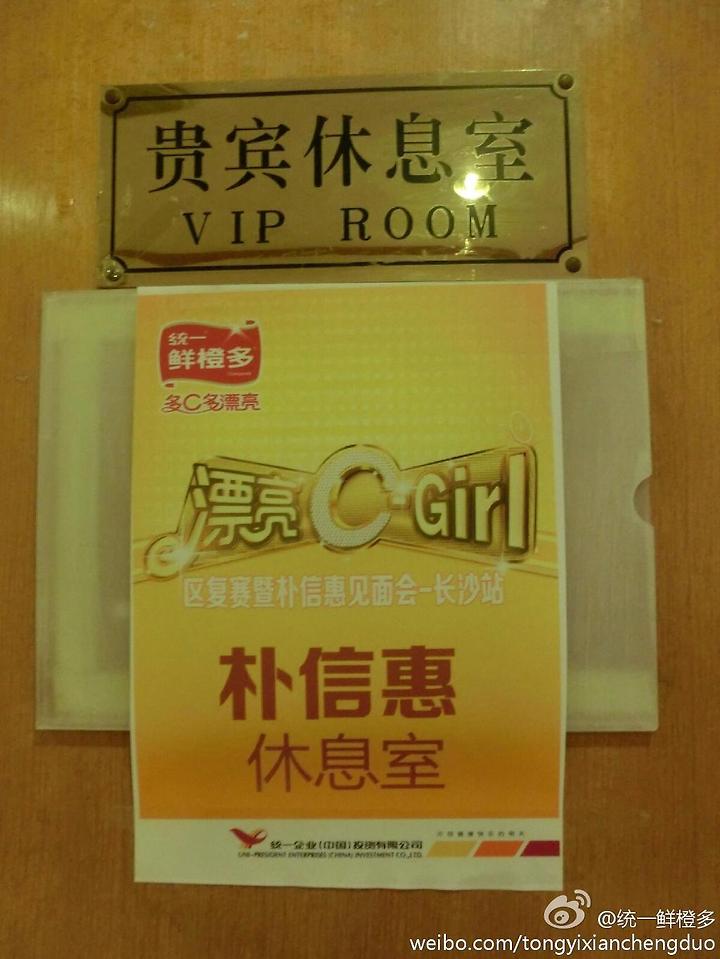 贵宾休息室
VIP ROOM
统一
鲜橙多
多C多漂亮
漂亮C-Girl
区复赛暨朴信惠见面会-长沙站
朴信惠
休息室
统一企业(中国)投资有限公司
UNI-PRESIDENT ENTERPRISES (CHINA) INVESTMENT CO.,LTD.
@统一鲜橙多
weibo.com/tongyixianchengduo